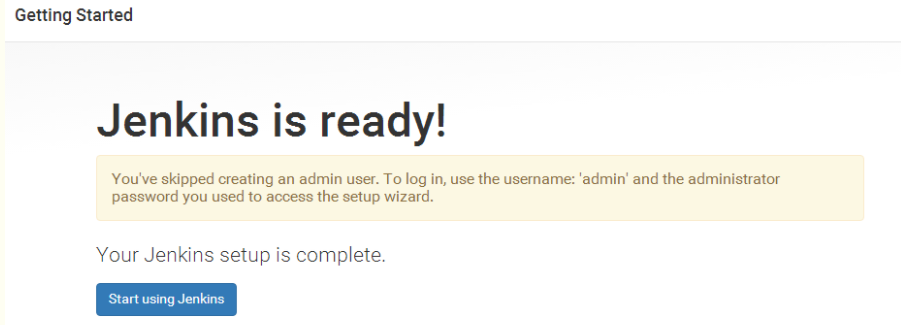 Getting Started
Jenkins is ready!
You've skipped creating an admin user. To log in, use the username: 'admin' and the administrator
password you used to access the setup wizard.
Your Jenkins setup is complete.
Start using Jenkins